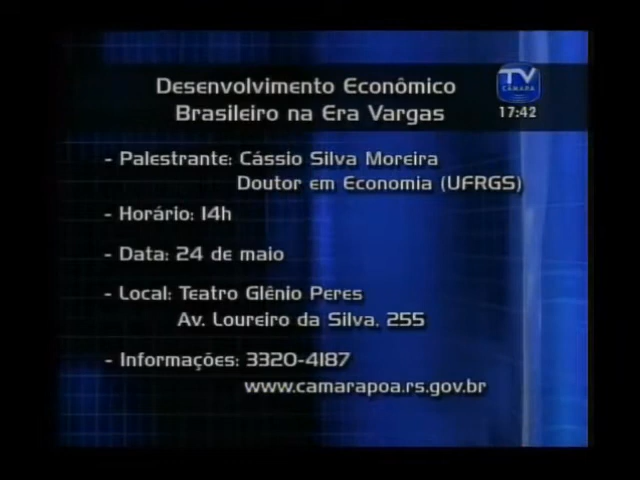 Desenvolvimento Econômico
Brasileiro na Era Vargas
TV
CÂMARA
17:42
- Palestrante: Cássio Silva Moreira
Doutor em Economia (UFRGS)
- Horário: 14h
- Data: 24 de maio
- Local: Teatro Glênio Peres
Av. Loureiro da Silva, 255
- Informações: 3320-4187
www.camarapoa.rs.gov.br